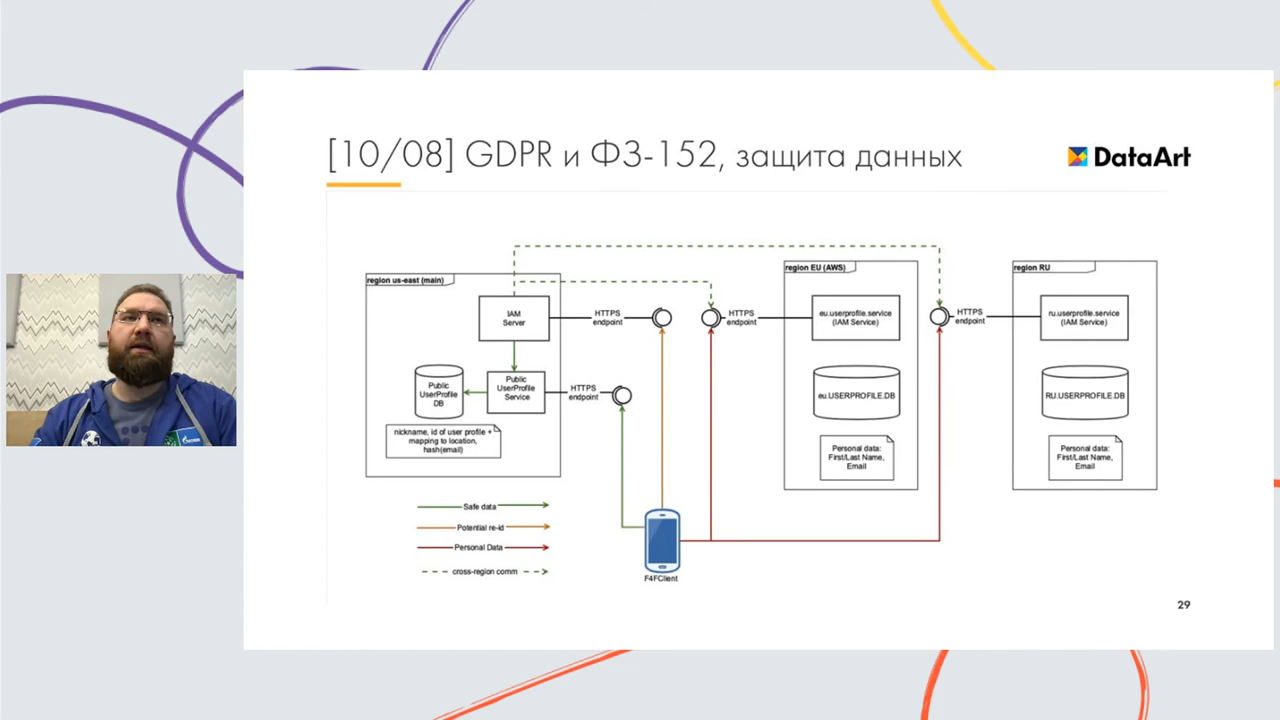 [10/08] GDPR и ФЗ-152, защита данных
DataArt
region us-east (main)
IAM
Server
HTTPS
endpoint
Public
UserProfile
DB
Public
UserProfile
Service
HTTPS
endpoint
nickname, id of user profile +
mapping to location,
hash(email)
HTTPS
endpoint
region EU (AWS)
eu.userprofile.service
(IAM Service)
eu.USERPROFILE.DB
Personal data:
First/Last Name,
Email
HTTPS
endpoint
region RU
ru.userprofile.service
(IAM Service)
RU.USERPROFILE.DB
Personal data:
First/Last Name,
Email
Safe data
Potential re-id
Personal Data
cross-region comm
F4FClient
29